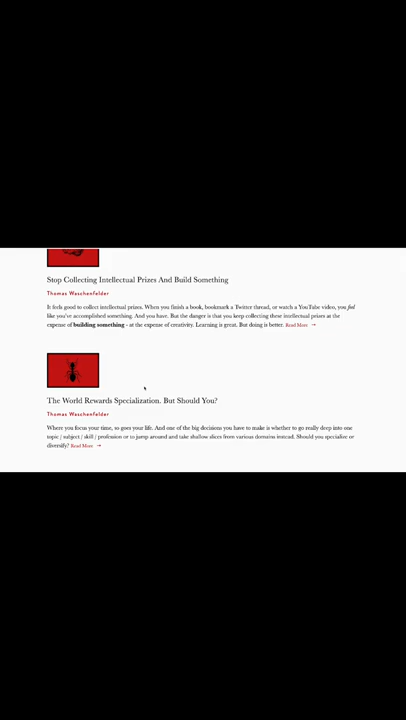 Stop Collecting Intellectual Prizes And Build Something
Thomas Waschenfelder
It feels good to collect intellectual prizes. When you finish a book, bookmark a Twitter thread, or watch a YouTube video, you feel
like you've accomplished something. And you have. But the danger is that you keep collecting these intellectual prizes at the
expense of building something - at the expense of creativity. Learning is great. But doing is better. Read More →
The World Rewards Specialization. But Should You?
Thomas Waschenfelder
Where you focus your time, so goes your life. And one of the big decisions you have to make is whether to go really deep into one
topic / subject / skill / profession or to jump around and take shallow slices from various domains instead. Should you specialize or
diversify? Read More →